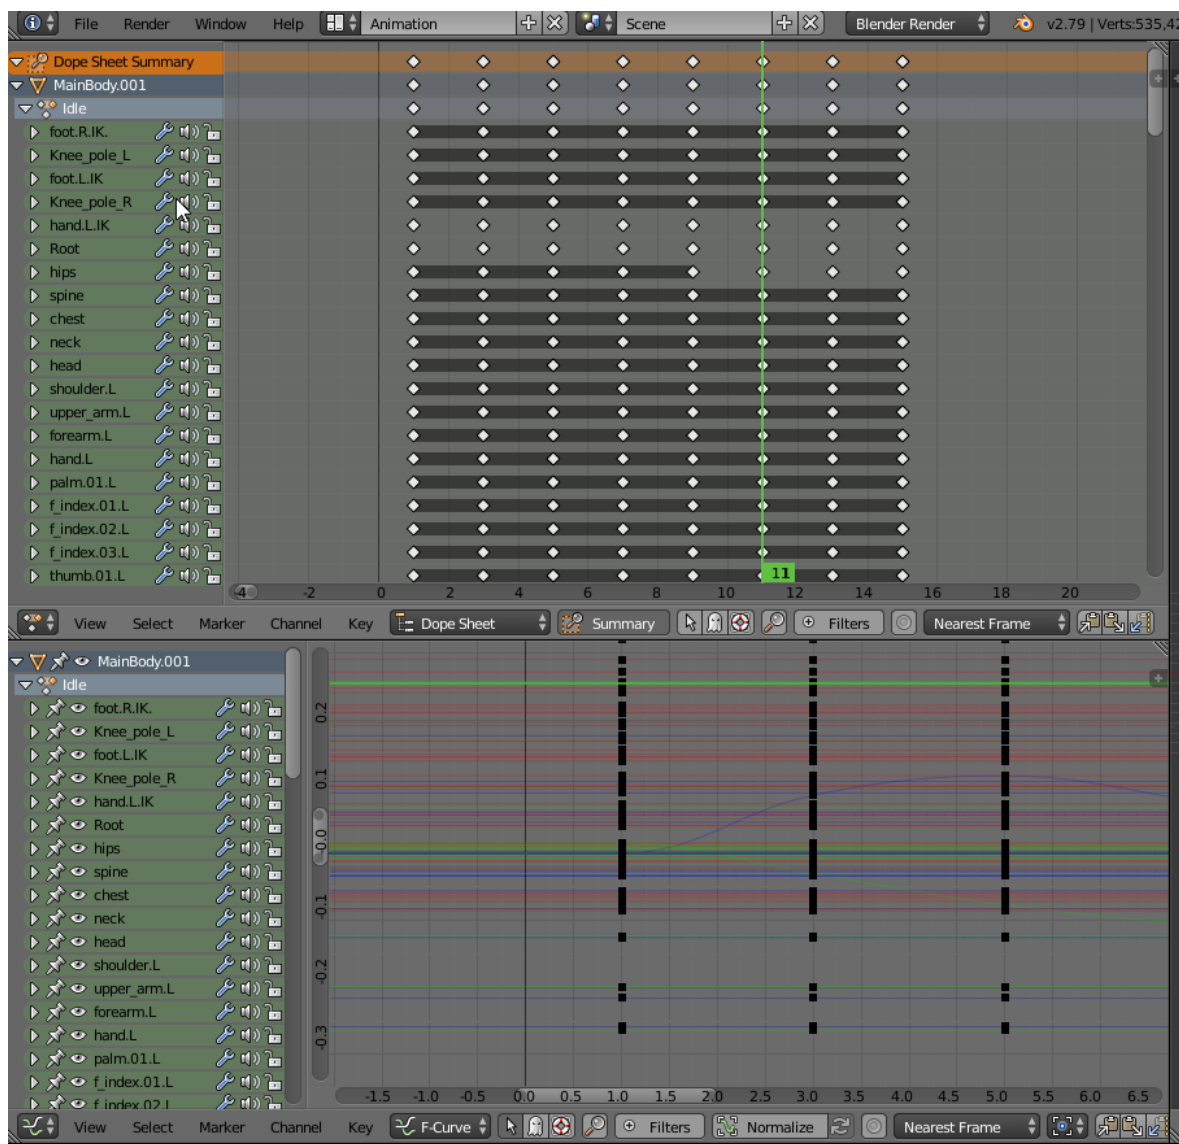 File Render Window Help Animation Scene Blender Render v2.79 | Verts:535,42
Dope Sheet Summary
MainBody.001
Idle
foot.R.IK.
Knee_pole_L
foot.L.IK
Knee_pole_R
hand.L.IK
Root
hips
spine
chest
neck
head
shoulder.L
upper_arm.L
forearm.L
hand.L
palm.01.L
f_index.01.L
f_index.02.L
f_index.03.L
thumb.01.L
11
-4 -2 0 2 4 6 8 10 12 14 16 18 20
View Select Marker Channel Key Dope Sheet Summary Filters Nearest Frame
MainBody.001
Idle
foot.R.IK.
Knee_pole_L
foot.L.IK
Knee_pole_R
hand.L.IK
Root
hips
spine
chest
neck
head
shoulder.L
upper_arm.L
forearm.L
hand.L
palm.01.L
f_index.01.L
f_index.02.L
0.2
0.1
-0.0
-0.1
-0.2
-0.3
-1.5 -1.0 -0.5 0.0 0.5 1.0 1.5 2.0 2.5 3.0 3.5 4.0 4.5 5.0 5.5 6.0 6.5
View Select Marker Channel Key F-Curve Filters Normalize Nearest Frame